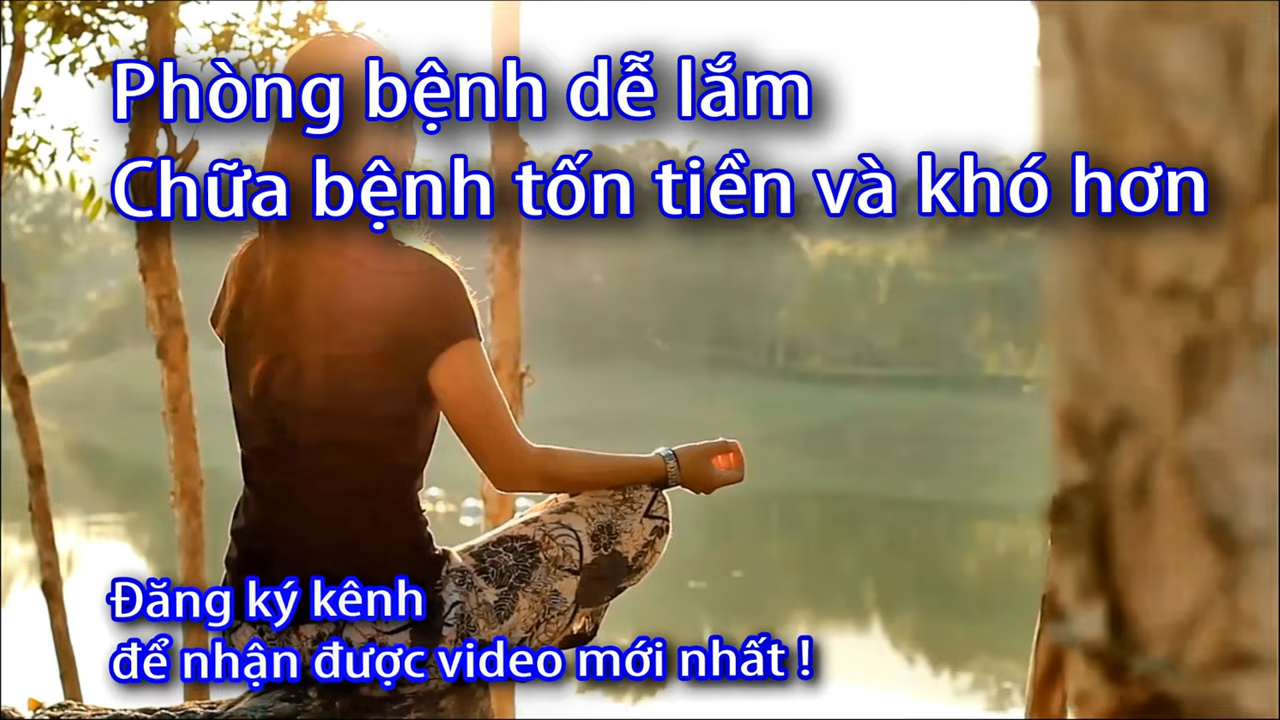 Phòng bệnh dễ lắm
Chữa bệnh tốn tiền và khó hơn
Đăng ký kênh
để nhận được video mới nhất !